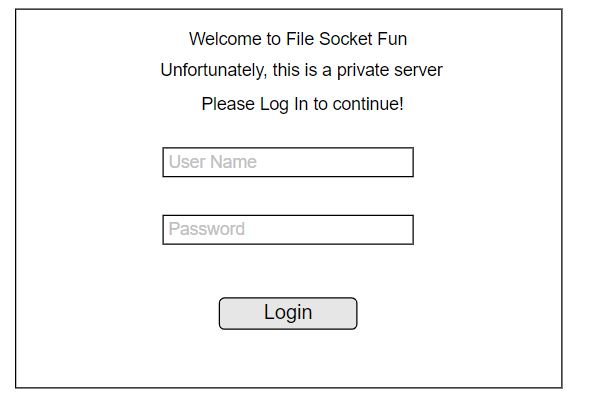 Welcome to File Socket Fun
Unfortunately, this is a private server
Please Log In to continue!
User Name
Password
Login